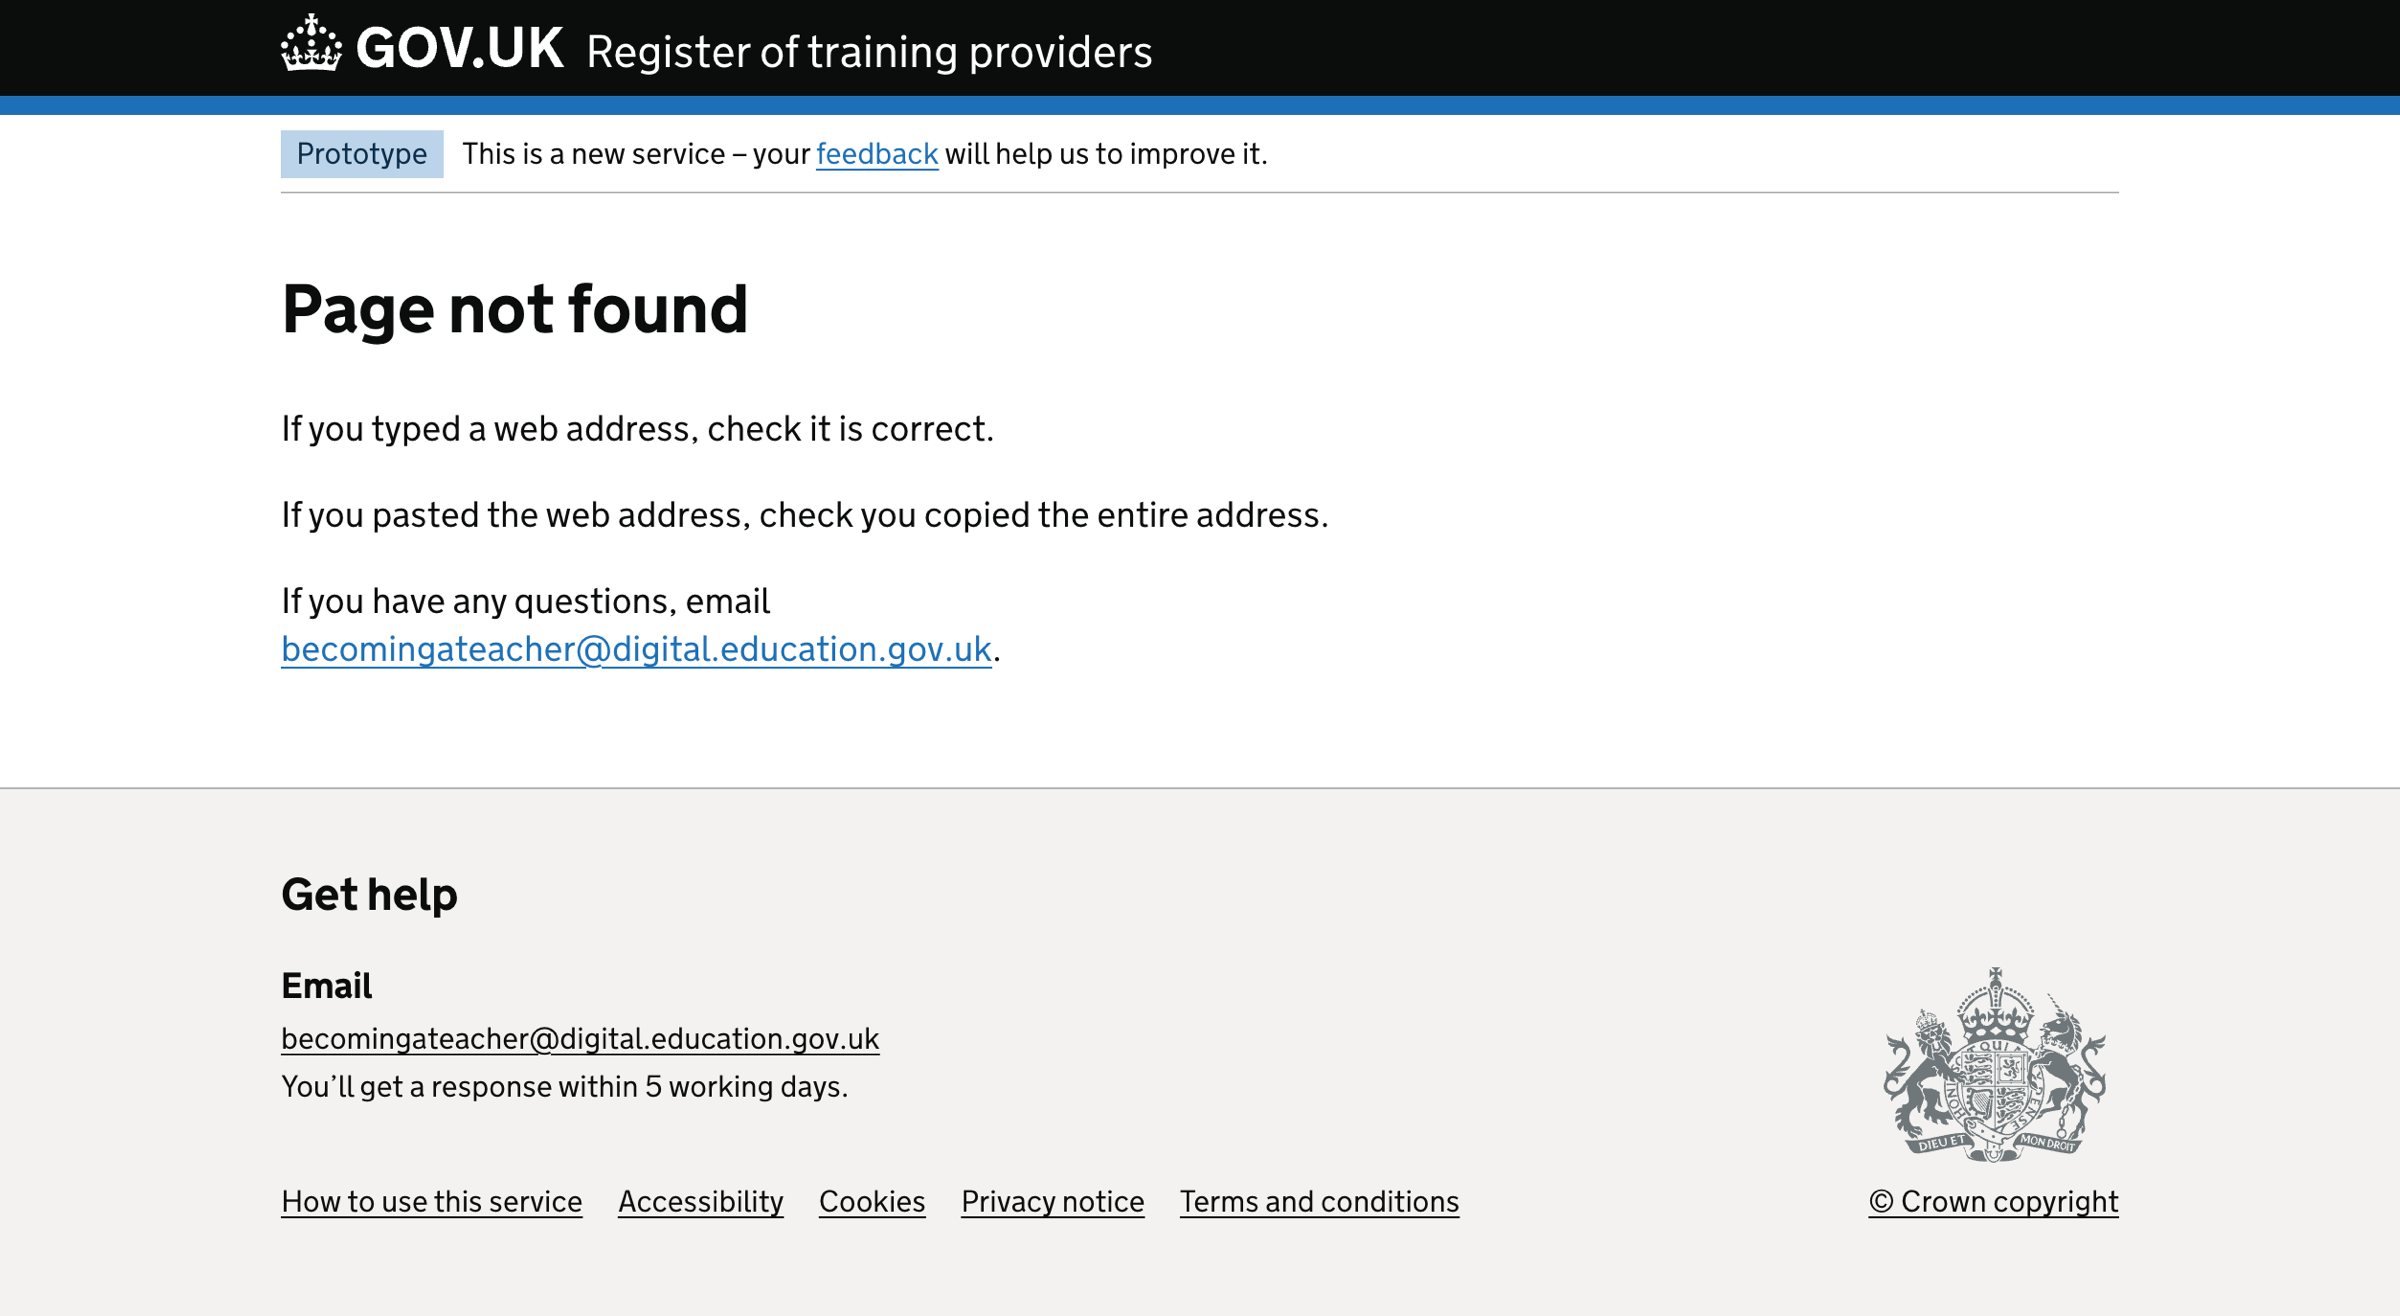 GOV.UK Register of training providers
Prototype This is a new service – your feedback will help us to improve it.
Page not found
If you typed a web address, check it is correct.
If you pasted the web address, check you copied the entire address.
If you have any questions, email
becomingateacher@digital.education.gov.uk.
Get help
Email
becomingateacher@digital.education.gov.uk
You’ll get a response within 5 working days.
DIEU ET MON DROIT
How to use this service Accessibility Cookies Privacy notice Terms and conditions © Crown copyright